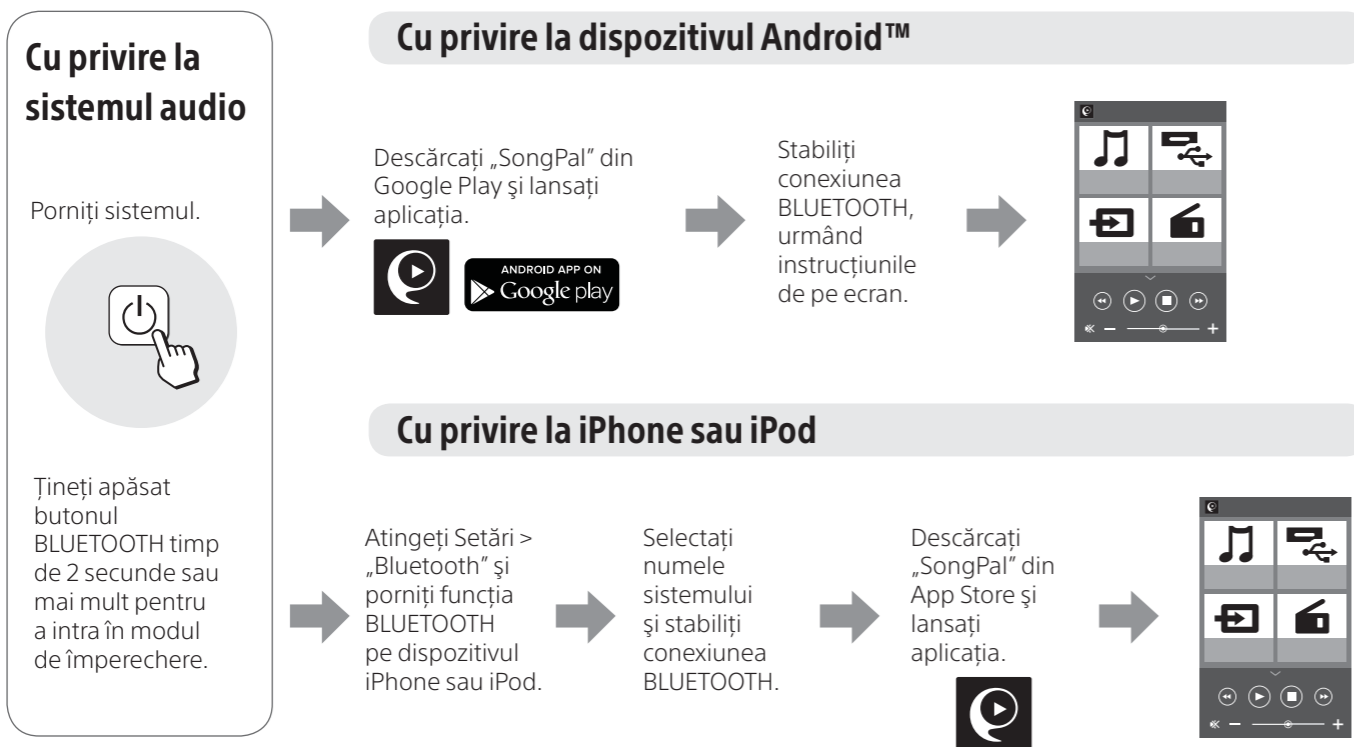 Cu privire la
sistemul audio
Porniți sistemul.
Țineți apăsat
butonul
BLUETOOTH timp
de 2 secunde sau
mai mult pentru
a intra în modul
de împerechere.
Cu privire la dispozitivul Android™
Descărcați „SongPal” din
Google Play și lansați
aplicația.
ANDROID APP ON
Google play
Stabiliți
conexiunea
BLUETOOTH,
urmând
instrucțiunile
de pe ecran.
Cu privire la iPhone sau iPod
Atingeți Setări >
„Bluetooth” și
porniți funcția
BLUETOOTH
pe dispozitivul
iPhone sau iPod.
Selectați
numele
sistemului
și stabiliți
conexiunea
BLUETOOTH.
Descărcați
„SongPal” din
App Store și
lansați
aplicația.